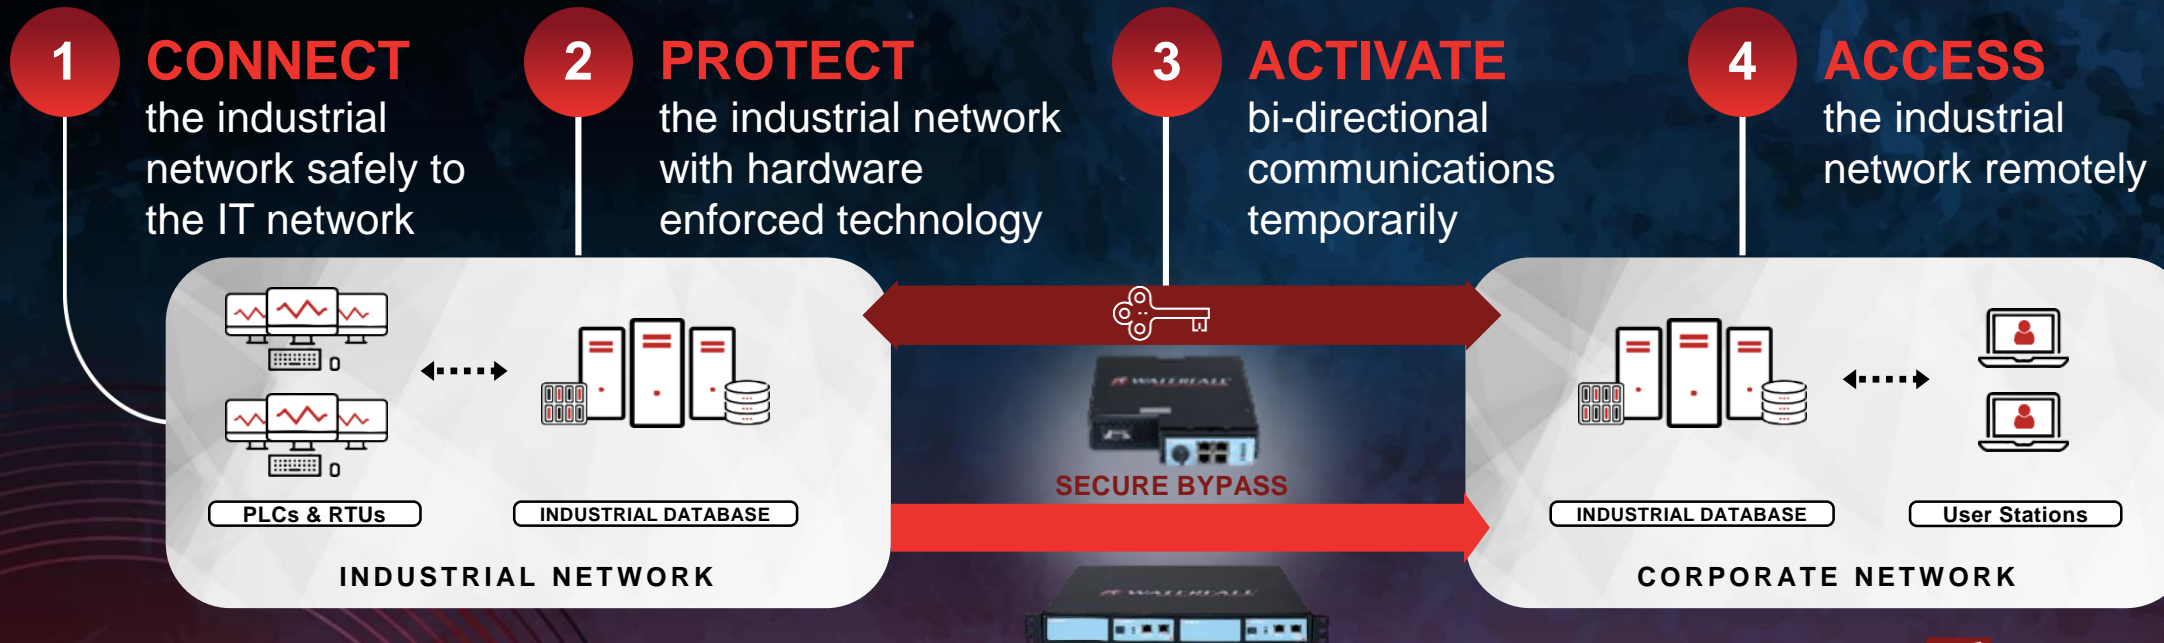 1
CONNECT
the industrial
network safely to
the IT network
2
PROTECT
the industrial network
with hardware
enforced technology
3
ACTIVATE
bi-directional
communications
temporarily
4
ACCESS
the industrial
network remotely
PLCs & RTUs
INDUSTRIAL DATABASE
INDUSTRIAL NETWORK
WATERFALL
SECURE BYPASS
WATERFALL
INDUSTRIAL DATABASE
User Stations
CORPORATE NETWORK